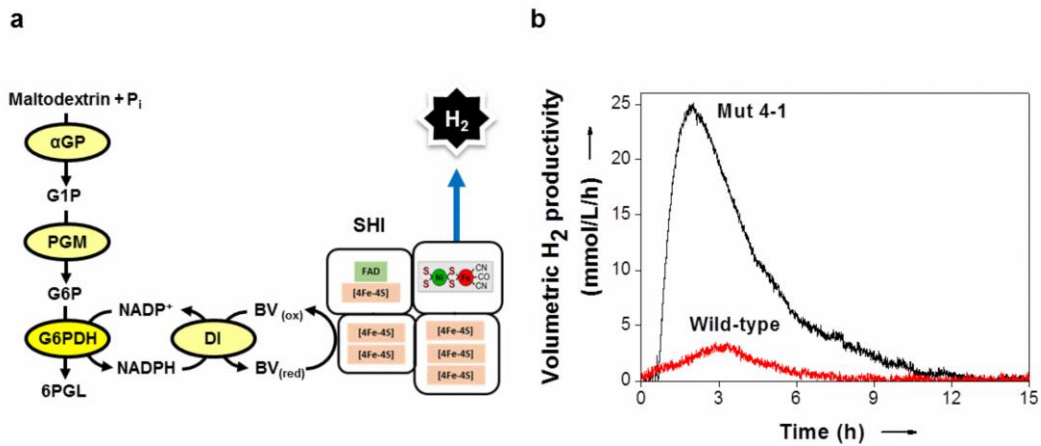 a
Maltodextrin + Pᵢ
αGP
G1P
PGM
G6P
G6PDH
6PGL
NADP⁺
NADPH
DI
BV (ox)
BV(red)
SHI
FAD
[4Fe-4S]
[4Fe-4S]
[4Fe-4S]
[4Fe-4S]
[4Fe-4S]
[4Fe-4S]
S S CN
Ni Fe CO
S S CN
H₂
b
Volumetric H₂ productivity
(mmol/L/h)
25
20
15
10
5
0
Mut 4-1
Wild-type
0 3 6 9 12 15
Time (h)